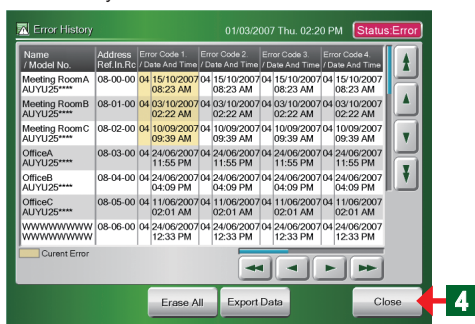 Error History 01/03/2007 Thu. 02:20 PM Status:Error
Name Address Error Code 1. Error Code 2. Error Code 3. Error Code 4.
/ Model No. Ref.In.Rc / Date And Time / Date And Time / Date And Time / Date And Time
Meeting RoomA 08-00-00 04 15/10/2007 04 15/10/2007 04 15/10/2007 04 15/10/2007
AUYU25**** 08:23 AM 08:23 AM 08:23 AM 08:23 AM
Meeting RoomB 08-01-00 04 03/10/2007 04 03/10/2007 04 03/10/2007 04 03/10/2007
AUYU25**** 02:22 AM 02:22 AM 02:22 AM 02:22 AM
Meeting RoomC 08-02-00 04 10/09/2007 04 10/09/2007 04 10/09/2007 04 10/09/2007
AUYU25**** 09:39 AM 09:39 AM 09:39 AM 09:39 AM
OfficeA 08-03-00 04 24/06/2007 04 24/06/2007 04 24/06/2007 04 24/06/2007
AUYU25**** 11:55 PM 11:55 PM 11:55 PM 11:55 PM
OfficeB 08-04-00 04 24/06/2007 04 24/06/2007 04 24/06/2007 04 24/06/2007
AUYU25**** 04:09 PM 04:09 PM 04:09 PM 04:09 PM
OfficeC 08-05-00 04 11/06/2007 04 11/06/2007 04 11/06/2007 04 11/06/2007
AUYU25**** 02:01 AM 02:01 AM 02:01 AM 02:01 AM
WWWWWWWW 08-06-00 04 24/06/2007 04 24/06/2007 04 24/06/2007 04 24/06/2007
WWWWWWWW 12:33 PM 12:33 PM 12:33 PM 12:33 PM
Curent Error
Erase All Export Data Close 4